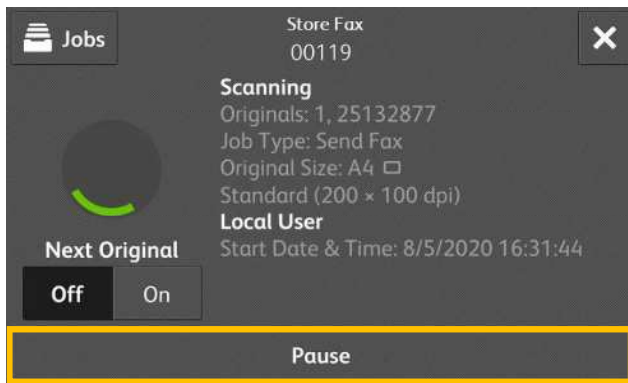 Jobs
Store Fax
00119
Scanning
Originals: 1, 25132877
Job Type: Send Fax
Original Size: A4
Standard (200 × 100 dpi)
Local User
Start Date & Time: 8/5/2020 16:31:44
Next Original
Off On
Pause